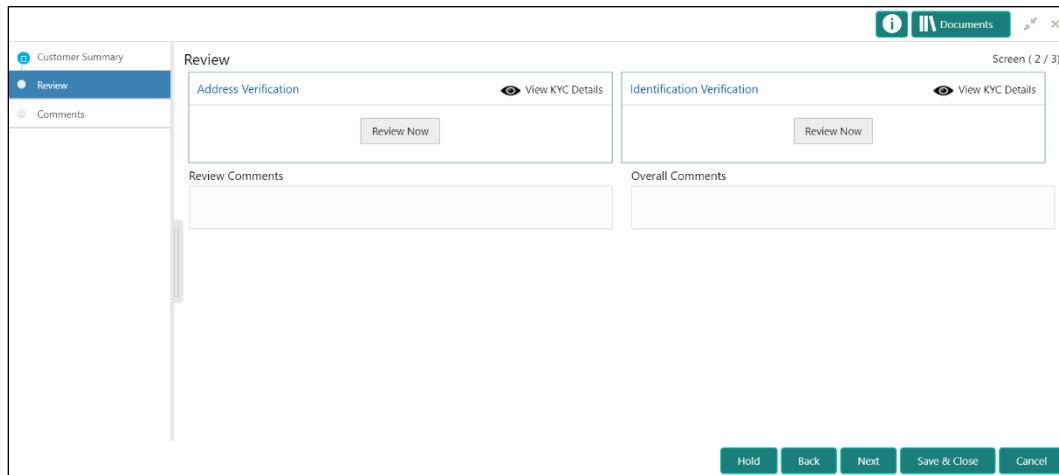 Documents
Customer Summary
Review
Comments
Review
Screen ( 2 / 3)
Address Verification
View KYC Details
Identification Verification
View KYC Details
Review Now
Review Now
Review Comments
Overall Comments
Hold
Back
Next
Save & Close
Cancel